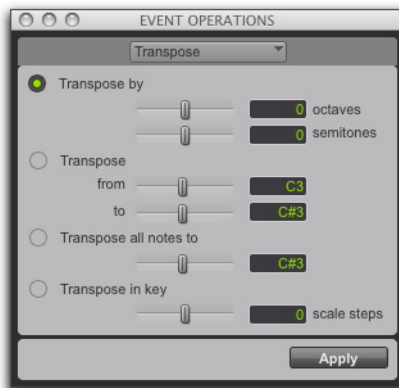 EVENT OPERATIONS
Transpose
Transpose by
0 octaves
0 semitones
Transpose
from C3
to C#3
Transpose all notes to
C#3
Transpose in key
0 scale steps
Apply